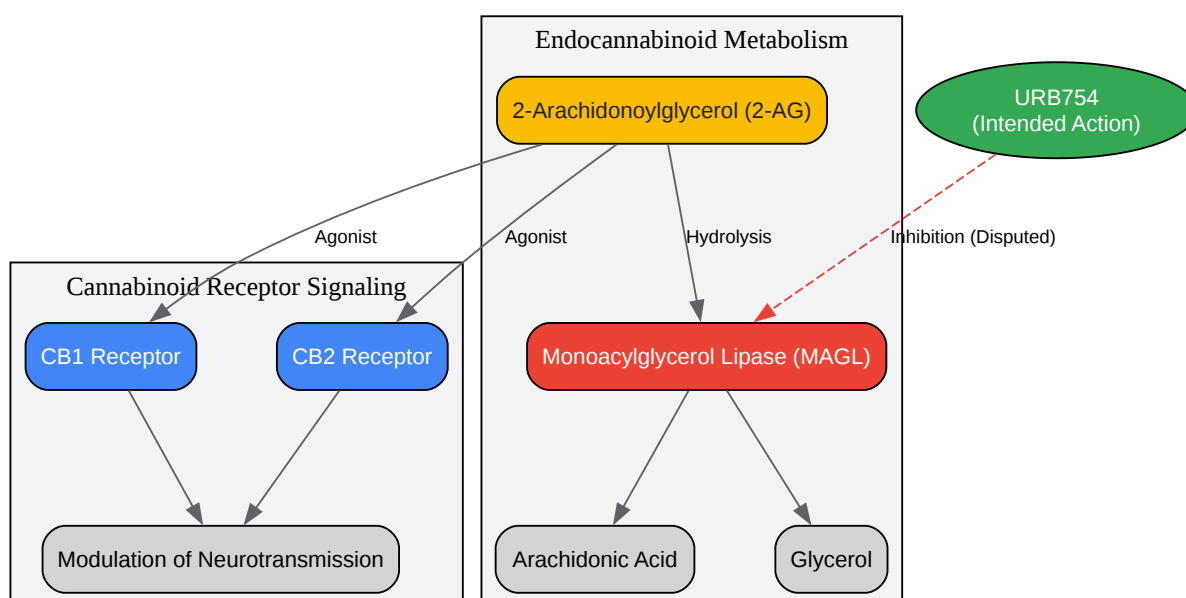 Endocannabinoid Metabolism
2-Arachidonoylglycerol (2-AG)
URB754
(Intended Action)
Agonist
Agonist
Hydrolysis
Inhibition (Disputed)
Cannabinoid Receptor Signaling
CB1 Receptor
CB2 Receptor
Monoacylglycerol Lipase (MAGL)
Modulation of Neurotransmission
Arachidonic Acid
Glycerol